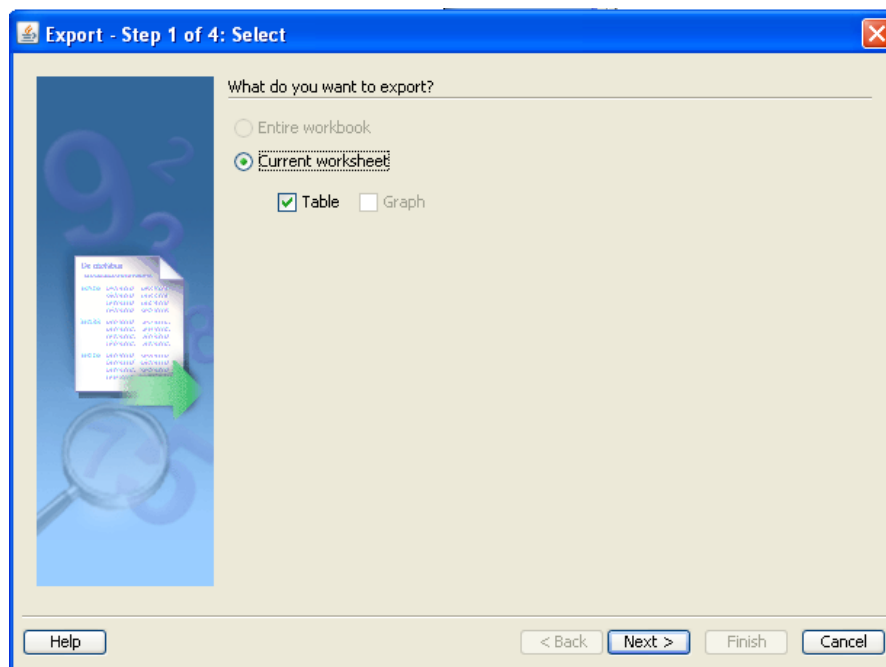 Export - Step 1 of 4: Select
What do you want to export?
Entire workbook
Current worksheet
Table Graph
Help < Back Next > Finish Cancel